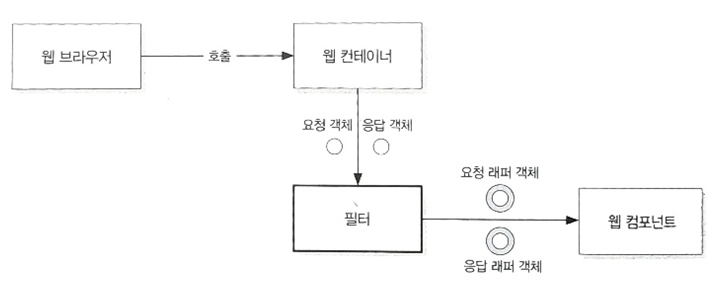 웹 브라우저
호출
웹 컨테이너
요청 객체
응답 객체
필터
요청 래퍼 객체
응답 래퍼 객체
웹 컴포넌트